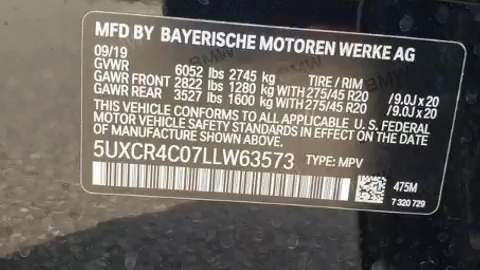 MFD BY BAYERISCHE MOTOREN WERKE AG
09/19
GVWR 6052 lbs 2745 kg TIRE / RIM
GAWR FRONT 2822 lbs 1280 kg WITH 275/45 R20 / 9.0J x 20
GAWR REAR 3527 lbs 1600 kg WITH 275/45 R20 / 9.0J x 20
THIS VEHICLE CONFORMS TO ALL APPLICABLE U. S. FEDERAL
MOTOR VEHICLE SAFETY STANDARDS IN EFFECT ON THE DATE
OF MANUFACTURE SHOWN ABOVE.
5UXCR4C07LLW63573 TYPE: MPV
475M
7 320 729